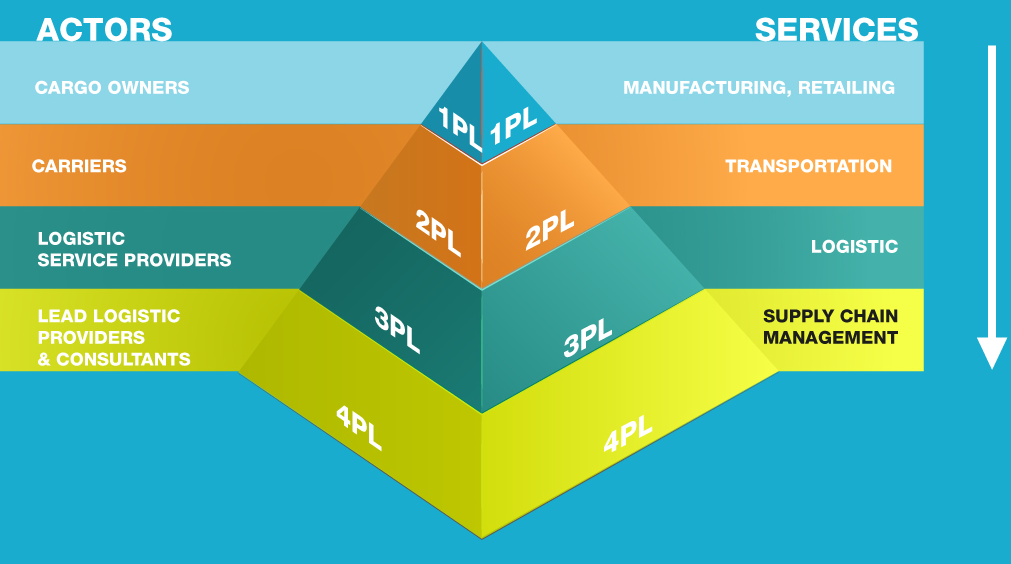 ACTORS
SERVICES
CARGO OWNERS
1PL
1PL
MANUFACTURING, RETAILING
CARRIERS
2PL
2PL
TRANSPORTATION
LOGISTIC
SERVICE PROVIDERS
3PL
3PL
LOGISTIC
LEAD LOGISTIC
PROVIDERS
& CONSULTANTS
4PL
4PL
SUPPLY CHAIN
MANAGEMENT